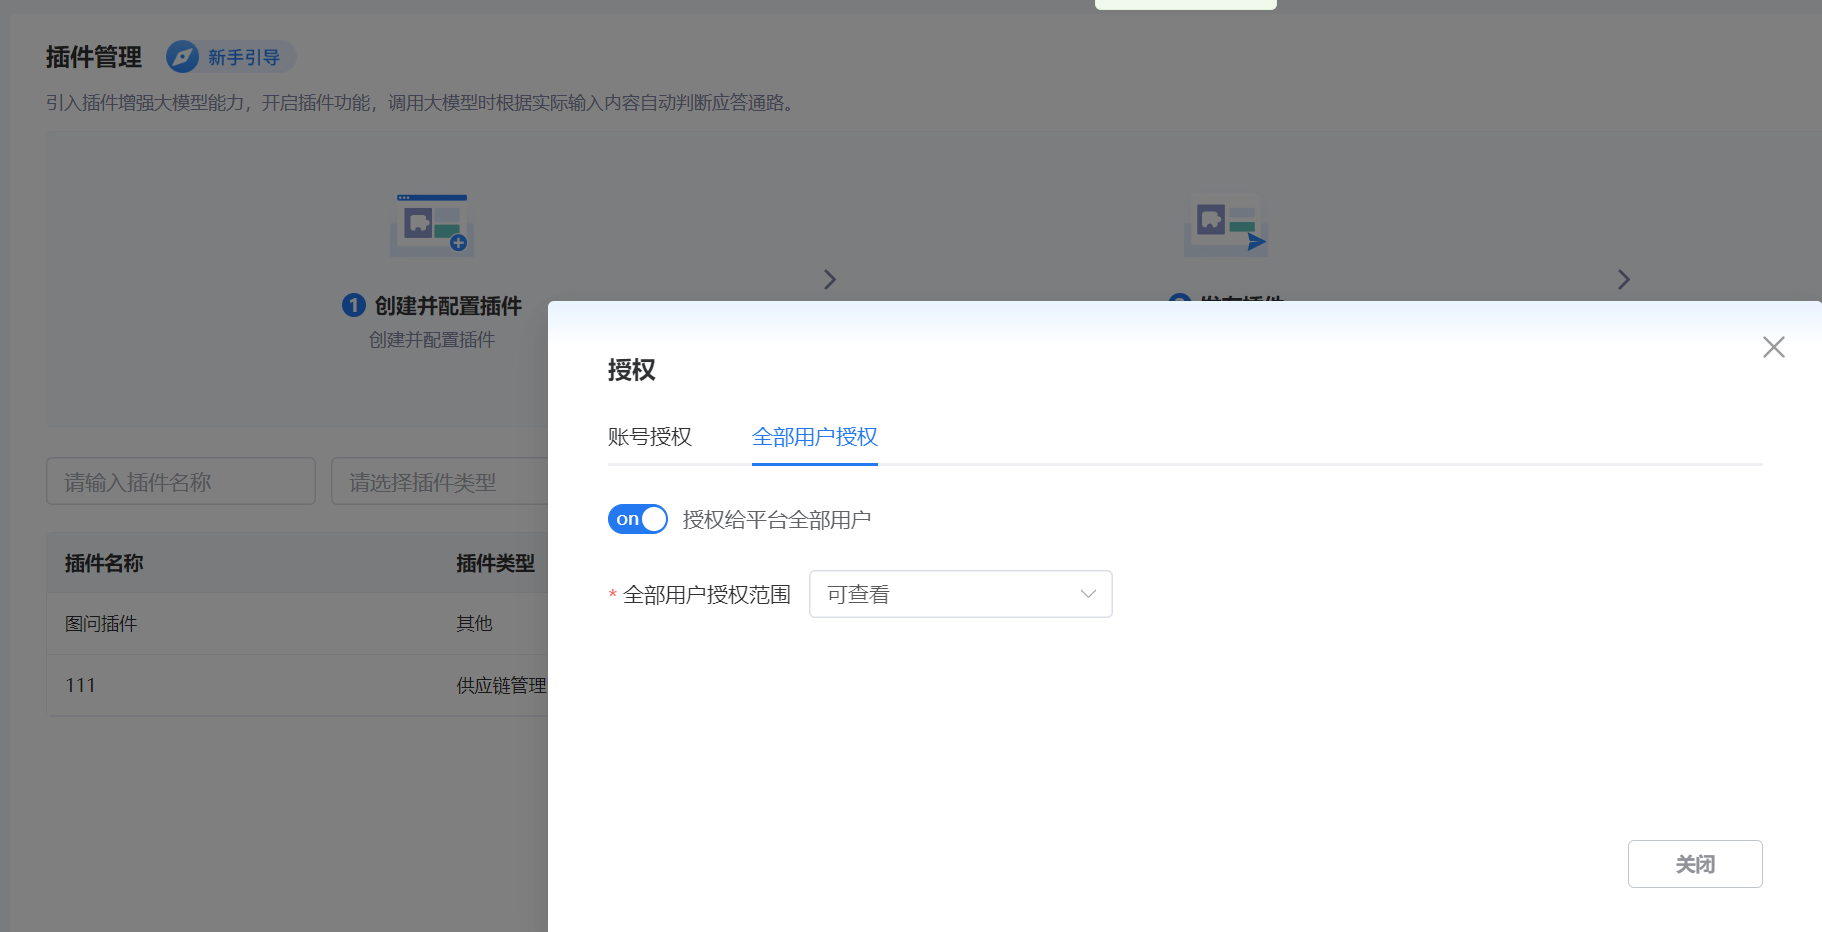 插件管理
新手引导
引入插件增强大模型能力，开启插件功能，调用大模型时根据实际输入内容自动判断应答通路。
1 创建并配置插件
创建并配置插件
2 发布插件
请输入插件名称
请选择插件类型
插件名称 插件类型
图问插件 其他
111 供应链管理
授权
账号授权 全部用户授权
on 授权给平台全部用户
* 全部用户授权范围 可查看
关闭